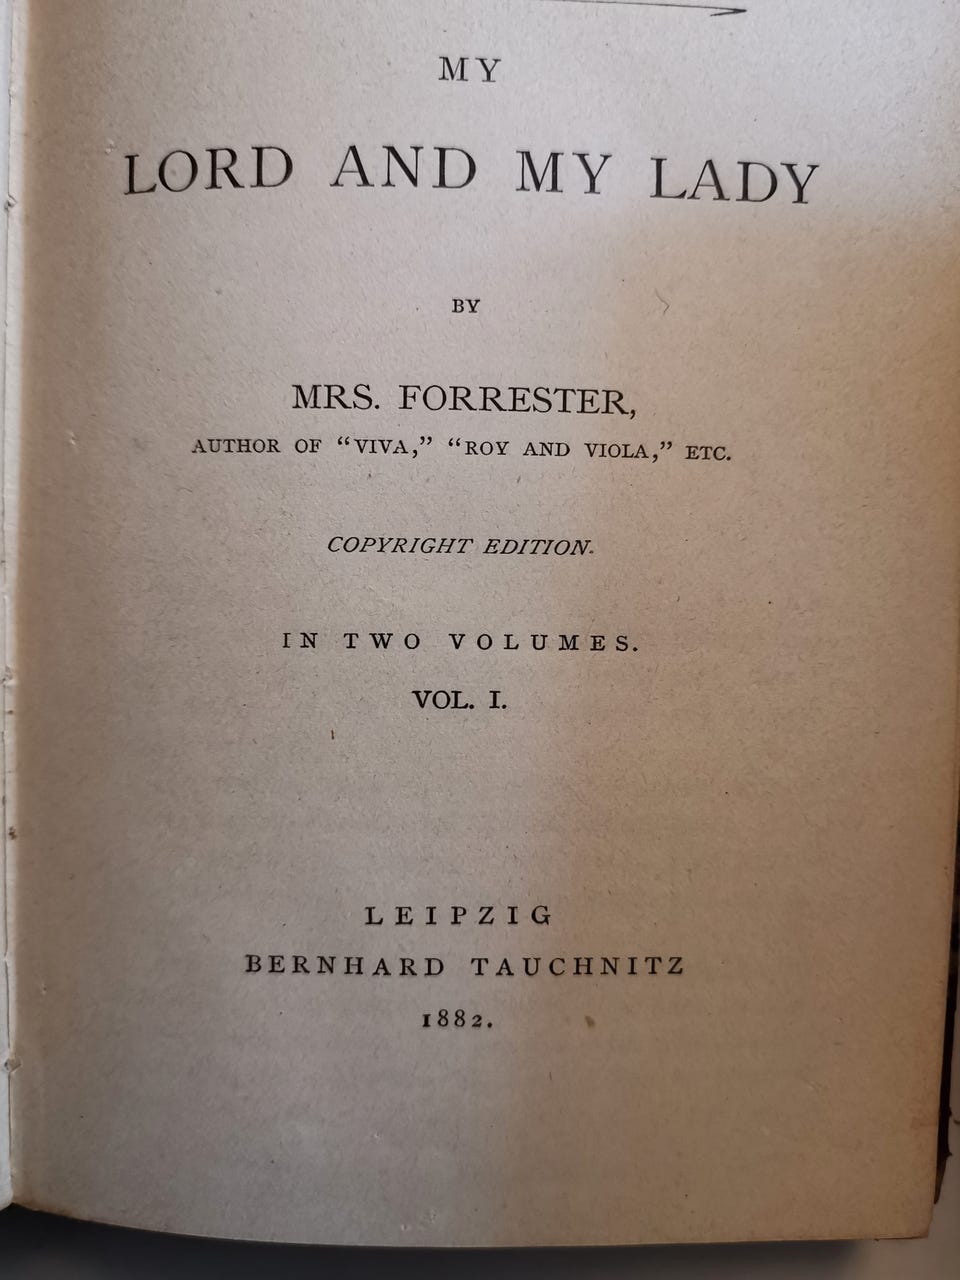 MY
LORD AND MY LADY
BY
MRS. FORRESTER,
AUTHOR OF “VIVA,” “ROY AND VIOLA,” ETC.
COPYRIGHT EDITION.
IN TWO VOLUMES.
VOL. I.
LEIPZIG
BERNHARD TAUCHNITZ
1882.